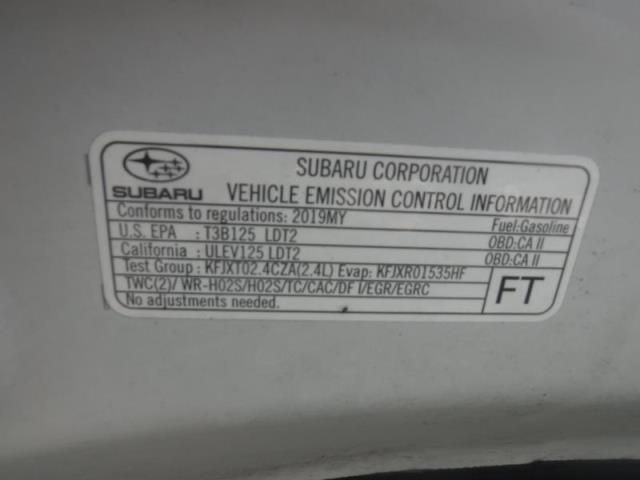 SUBARU CORPORATION
SUBARU VEHICLE EMISSION CONTROL INFORMATION
Conforms to regulations: 2019MY Fuel:Gasoline
U.S. EPA : T3B125 LDT2 OBD:CA II
California : ULEV125 LDT2 OBD:CA II
Test Group : KFJXT02.4CZA(2.4L) Evap: KFJXR01535HF
TWC(2)/ WR-HO2S/HO2S/TC/CAC/DFI/EGR/EGRC
No adjustments needed.
FT